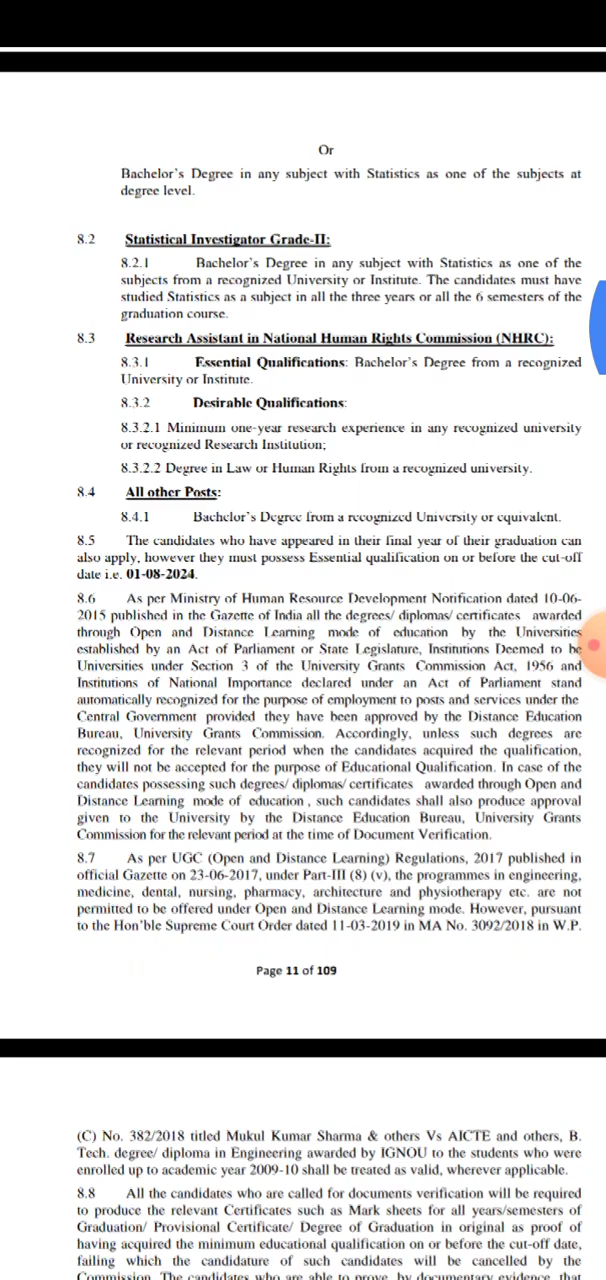 Or
Bachelor's Degree in any subject with Statistics as one of the subjects at
degree level.
8.2 Statistical Investigator Grade-II:
8.2.1 Bachelor's Degree in any subject with Statistics as one of the
subjects from a recognized University or Institute. The candidates must have
studied Statistics as a subject in all the three years or all the 6 semesters of the
graduation course.
8.3 Research Assistant in National Human Rights Commission (NHRC):
8.3.1 Essential Qualifications: Bachelor's Degree from a recognized
University or Institute.
8.3.2 Desirable Qualifications:
8.3.2.1 Minimum one-year research experience in any recognized university
or recognized Research Institution;
8.3.2.2 Degree in Law or Human Rights from a recognized university.
8.4 All other Posts:
8.4.1 Bachelor's Degree from a recognized University or equivalent.
8.5 The candidates who have appeared in their final year of their graduation can
also apply, however they must possess Essential qualification on or before the cut-off
date i.e. 01-08-2024.
8.6 As per Ministry of Human Resource Development Notification dated 10-06-
2015 published in the Gazette of India all the degrees/ diplomas/ certificates awarded
through Open and Distance Learning mode of education by the Universities
established by an Act of Parliament or State Legislature, Institutions Deemed to be
Universities under Section 3 of the University Grants Commission Act, 1956 and
Institutions of National Importance declared under an Act of Parliament stand
automatically recognized for the purpose of employment to posts and services under the
Central Government provided they have been approved by the Distance Education
Bureau, University Grants Commission. Accordingly, unless such degrees are
recognized for the relevant period when the candidates acquired the qualification,
they will not be accepted for the purpose of Educational Qualification. In case of the
candidates possessing such degrees/ diplomas/ certificates awarded through Open and
Distance Learning mode of education , such candidates shall also produce approval
given to the University by the Distance Education Bureau, University Grants
Commission for the relevant period at the time of Document Verification.
8.7 As per UGC (Open and Distance Learning) Regulations, 2017 published in
official Gazette on 23-06-2017, under Part-III (8) (v), the programmes in engineering,
medicine, dental, nursing, pharmacy, architecture and physiotherapy etc. are not
permitted to be offered under Open and Distance Learning mode. However, pursuant
to the Hon'ble Supreme Court Order dated 11-03-2019 in MA No. 3092/2018 in W.P.
Page 11 of 109
(C) No. 382/2018 titled Mukul Kumar Sharma & others Vs AICTE and others, B.
Tech. degree/ diploma in Engineering awarded by IGNOU to the students who were
enrolled up to academic year 2009-10 shall be treated as valid, wherever applicable.
8.8 All the candidates who are called for documents verification will be required
to produce the relevant Certificates such as Mark sheets for all years/semesters of
Graduation/ Provisional Certificate/ Degree of Graduation in original as proof of
having acquired the minimum educational qualification on or before the cut-off date,
failing which the candidature of such candidates will be cancelled by the
Commission. The candidates who are able to prove, by documentary evidence, that